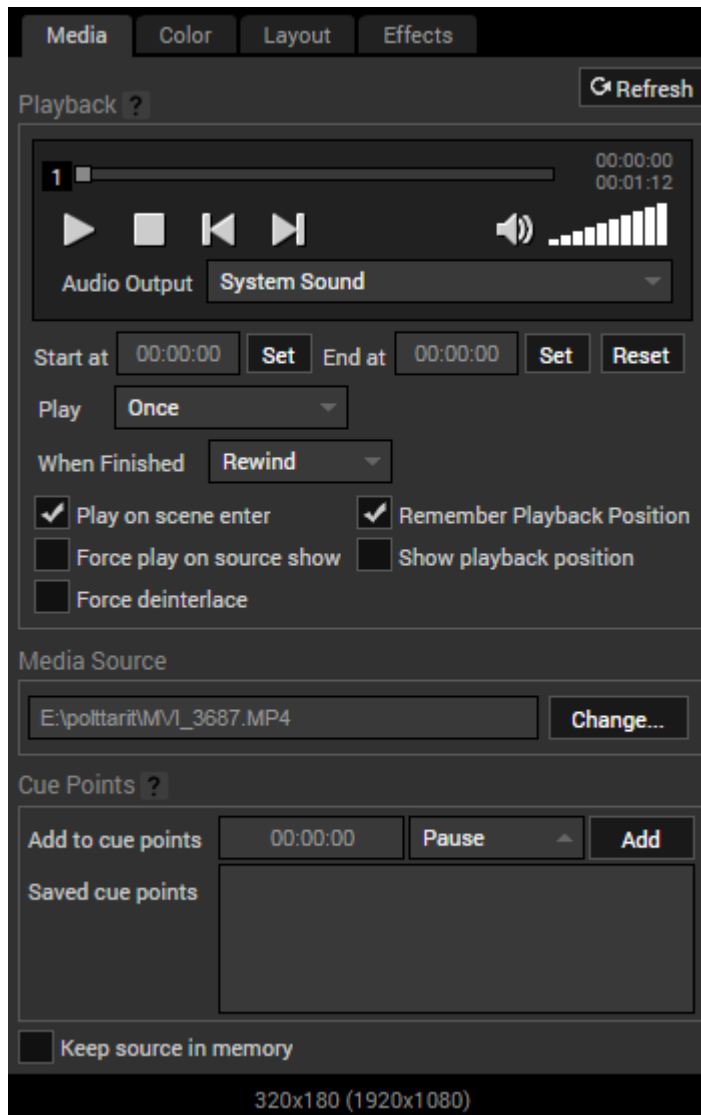 Media Color Layout Effects
Refresh
Playback ?
1 00:00:00
00:01:12
Audio Output System Sound
Start at 00:00:00 Set End at 00:00:00 Set Reset
Play Once
When Finished Rewind
Play on scene enter Remember Playback Position
Force play on source show Show playback position
Force deinterlace
Media Source
E:\polttarit\MVI_3687.MP4 Change...
Cue Points ?
Add to cue points 00:00:00 Pause Add
Saved cue points
Keep source in memory
320x180 (1920x1080)